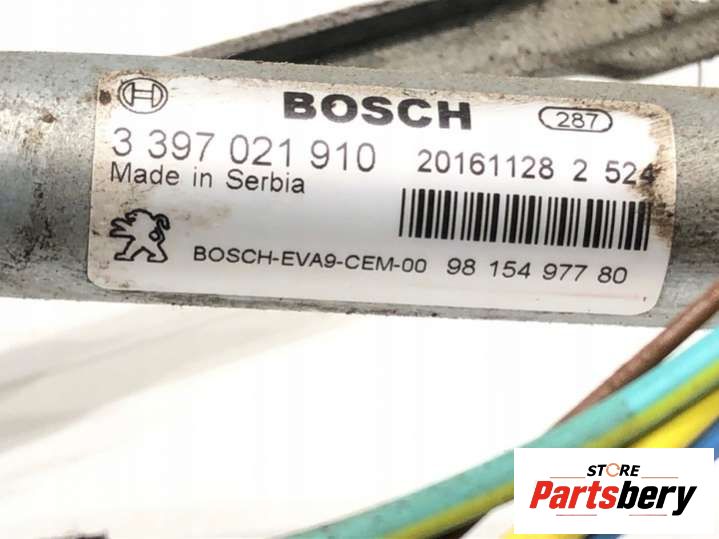 BOSCH 287
3 397 021 910 20161128 2 524
Made in Serbia
BOSCH-EVA9-CEM-00 98 154 977 80
STORE
Partsbery